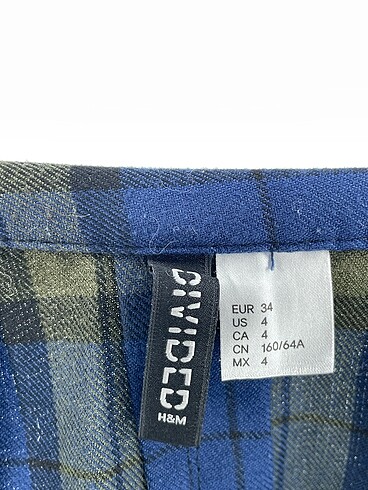 DIVIDED
H&M
EUR 34
US 4
CA 4
CN 160/64A
MX 4